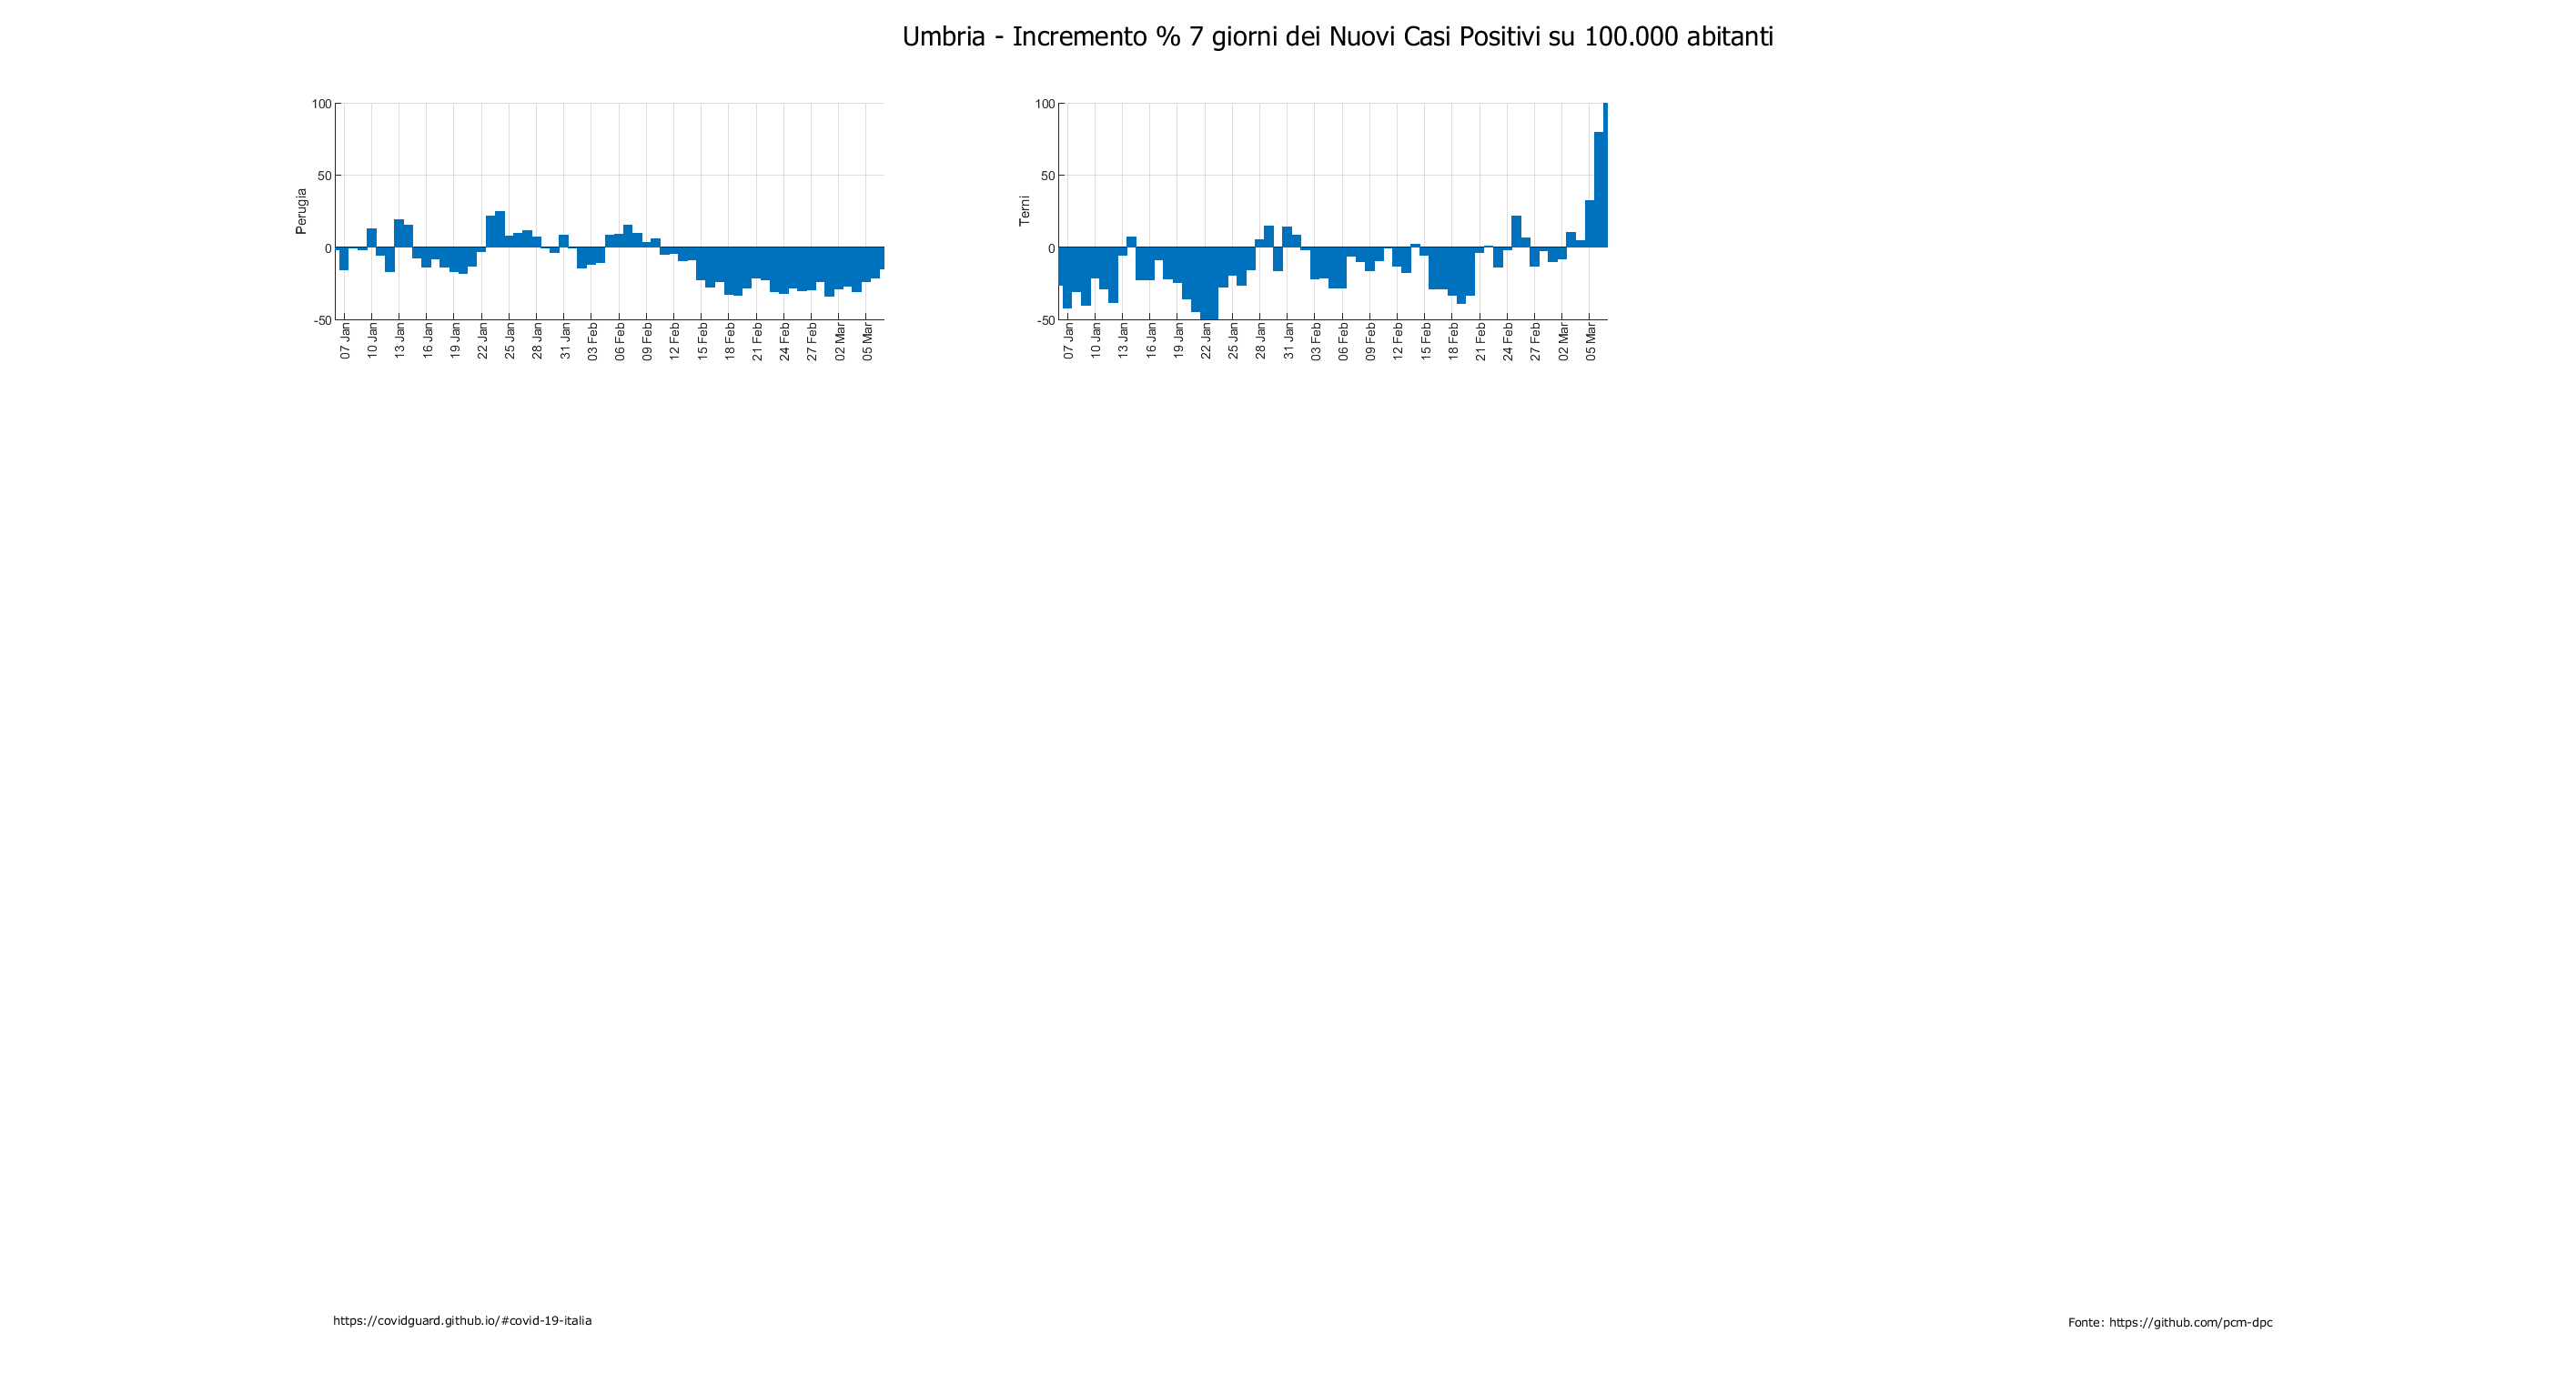 Umbria - Incremento % 7 giorni dei Nuovi Casi Positivi su 100.000 abitanti
Perugia
100
50
0
-50
07 Jan
10 Jan
13 Jan
16 Jan
19 Jan
22 Jan
25 Jan
28 Jan
31 Jan
03 Feb
06 Feb
09 Feb
12 Feb
15 Feb
18 Feb
21 Feb
24 Feb
27 Feb
02 Mar
05 Mar
Terni
100
50
0
-50
07 Jan
10 Jan
13 Jan
16 Jan
19 Jan
22 Jan
25 Jan
28 Jan
31 Jan
03 Feb
06 Feb
09 Feb
12 Feb
15 Feb
18 Feb
21 Feb
24 Feb
27 Feb
02 Mar
05 Mar
https://covidguard.github.io/#covid-19-italia
Fonte: https://github.com/pcm-dpc